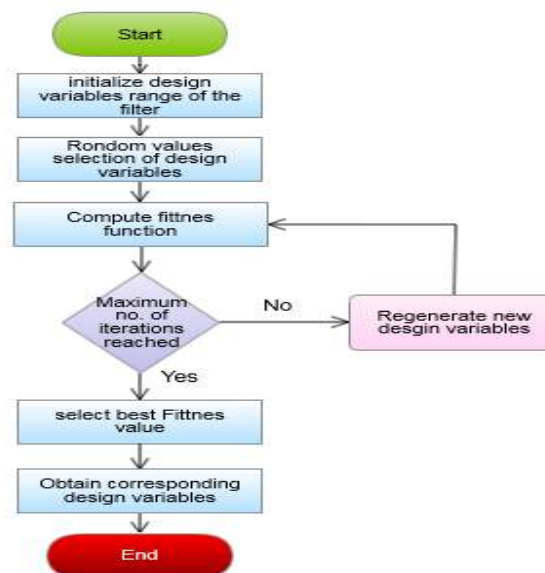 Start
initialize design
variables range of the
filter
Rondom values
selection of design
variables
Compute fittnes
function
Maximum
no. of
iterations
reached
No
Regenerate new
desgin variables
Yes
select best Fittnes
value
Obtain corresponding
design variables
End